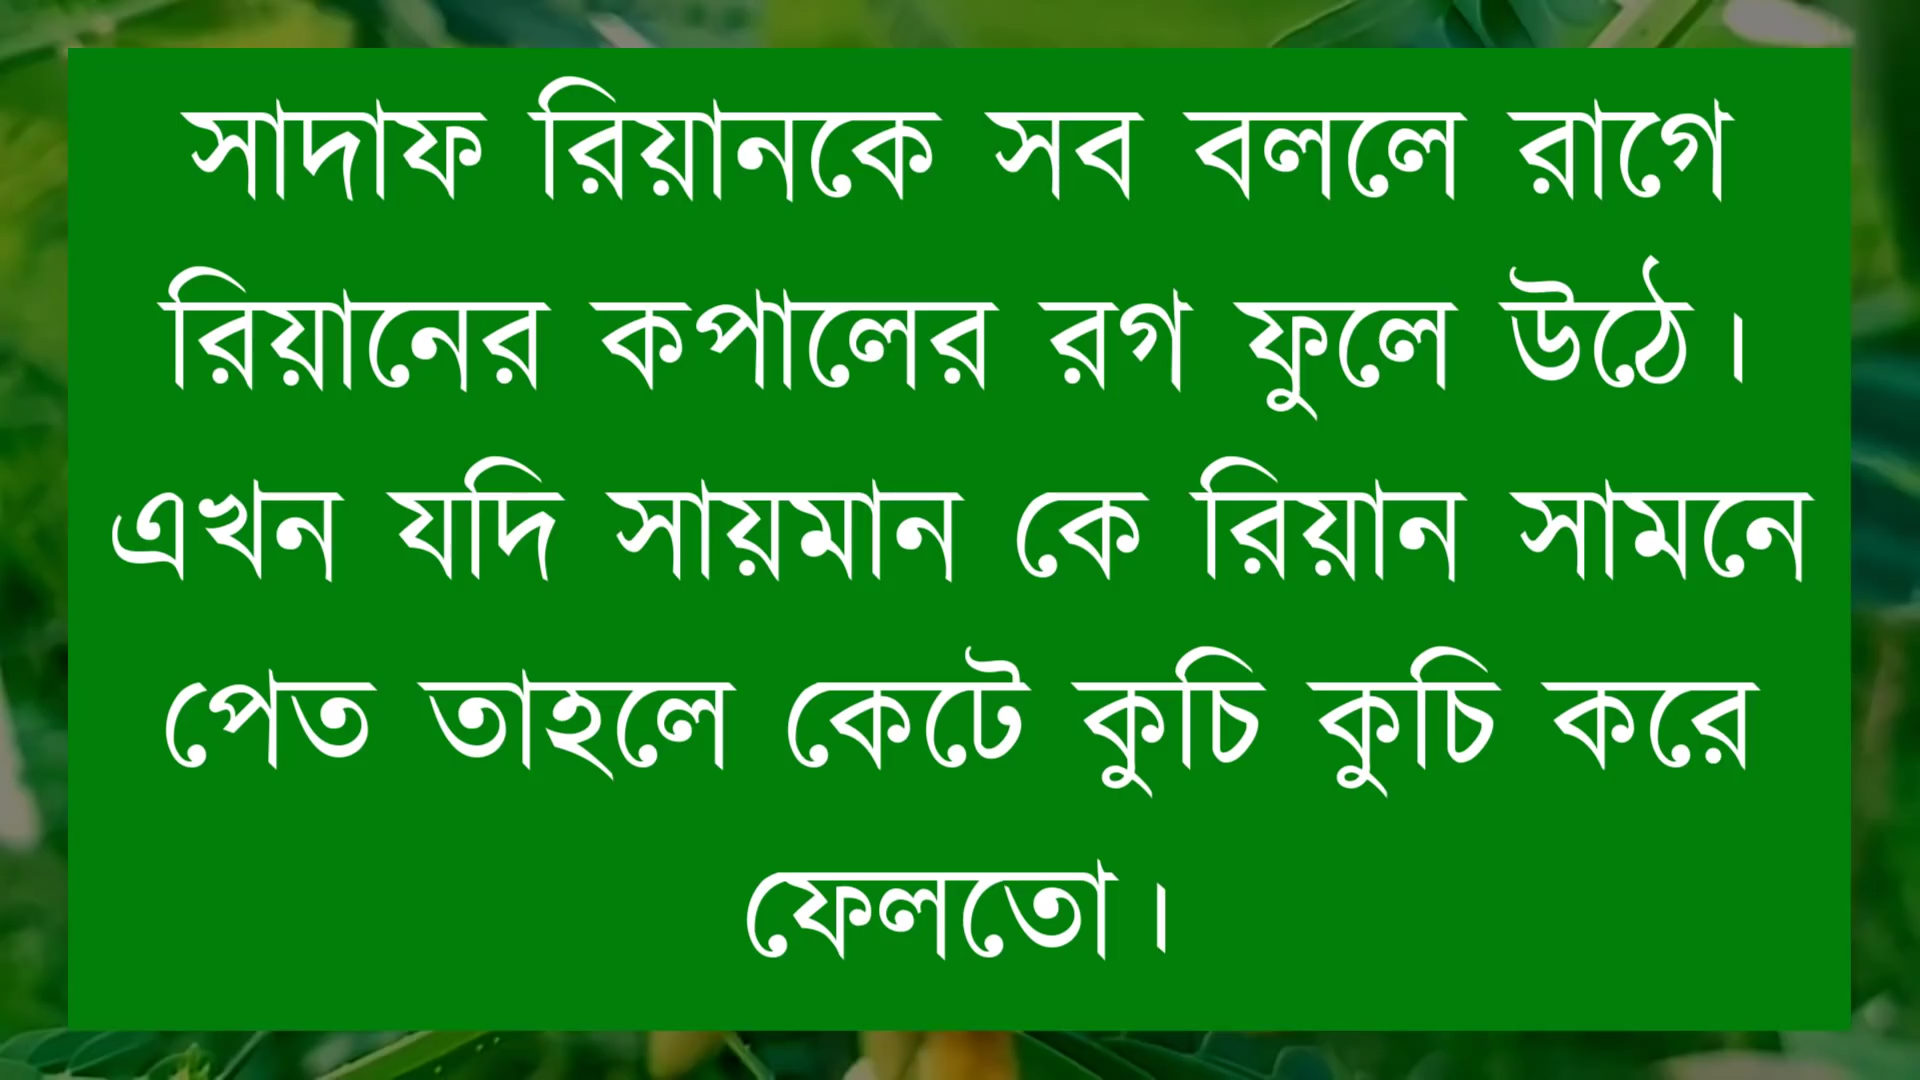 সাদাফ রিয়ানকে সব বললে রাগে
রিয়ানের কপালের রগ ফুলে উঠে।
এখন যদি সায়মান কে রিয়ান সামনে
পেত তাহলে কেটে কুচি কুচি করে
ফেলতো।